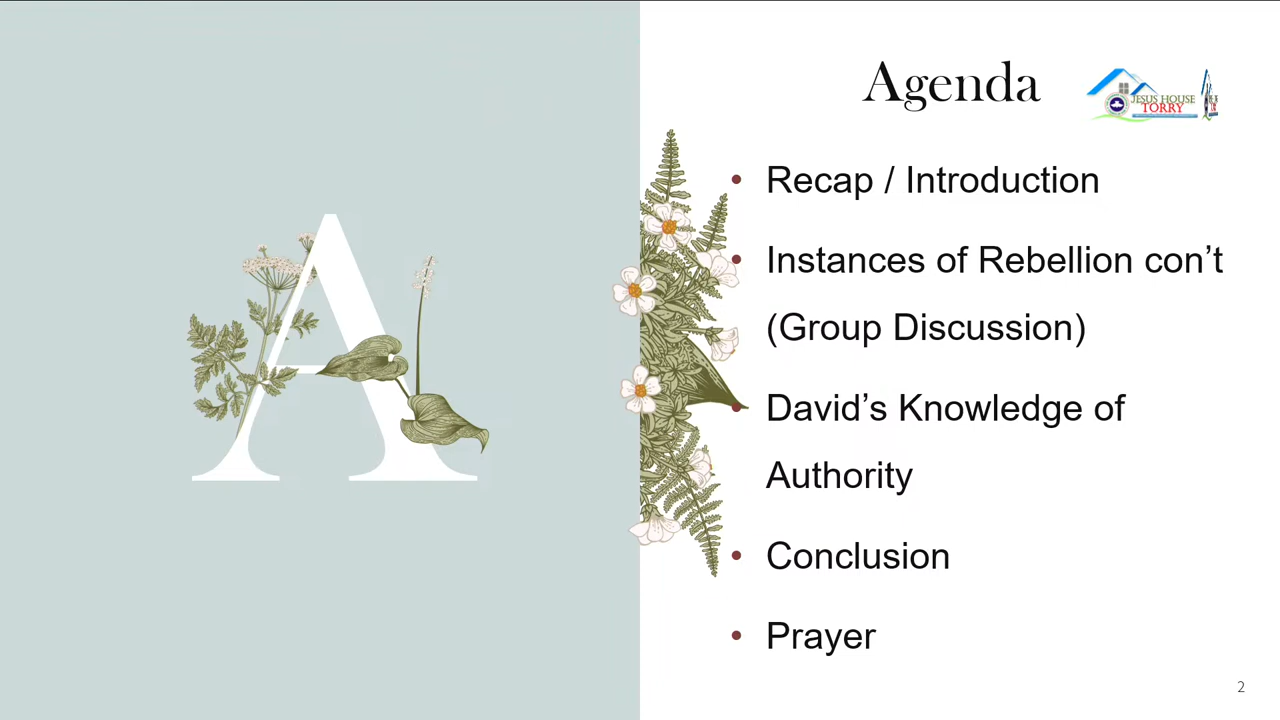 Agenda
JESUS HOUSE
TORRY
• Recap / Introduction
• Instances of Rebellion con’t
(Group Discussion)
• David’s Knowledge of
Authority
• Conclusion
• Prayer
A
2